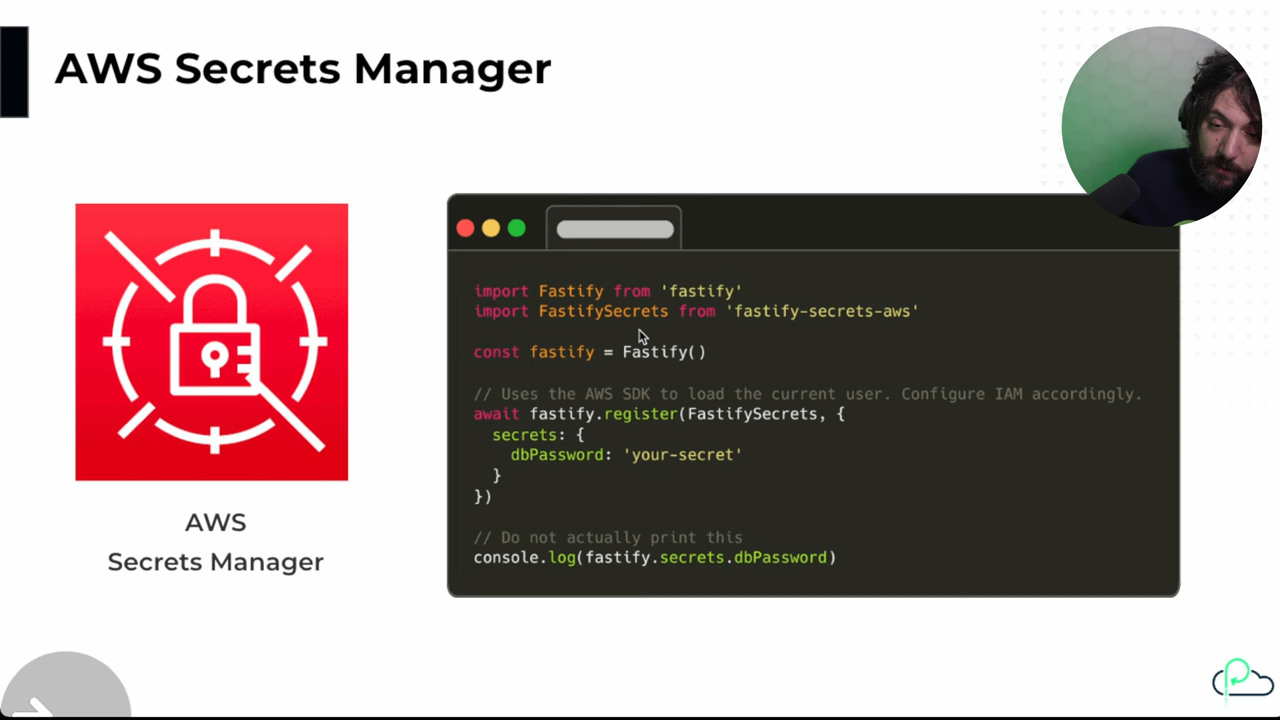 AWS Secrets Manager
import Fastify from 'fastify'
import FastifySecrets from 'fastify-secrets-aws'
const fastify = Fastify()
// Uses the AWS SDK to load the current user. Configure IAM accordingly.
await fastify.register(FastifySecrets, {
  secrets: {
    dbPassword: 'your-secret'
  }
})
// Do not actually print this
console.log(fastify.secrets.dbPassword)
AWS
Secrets Manager